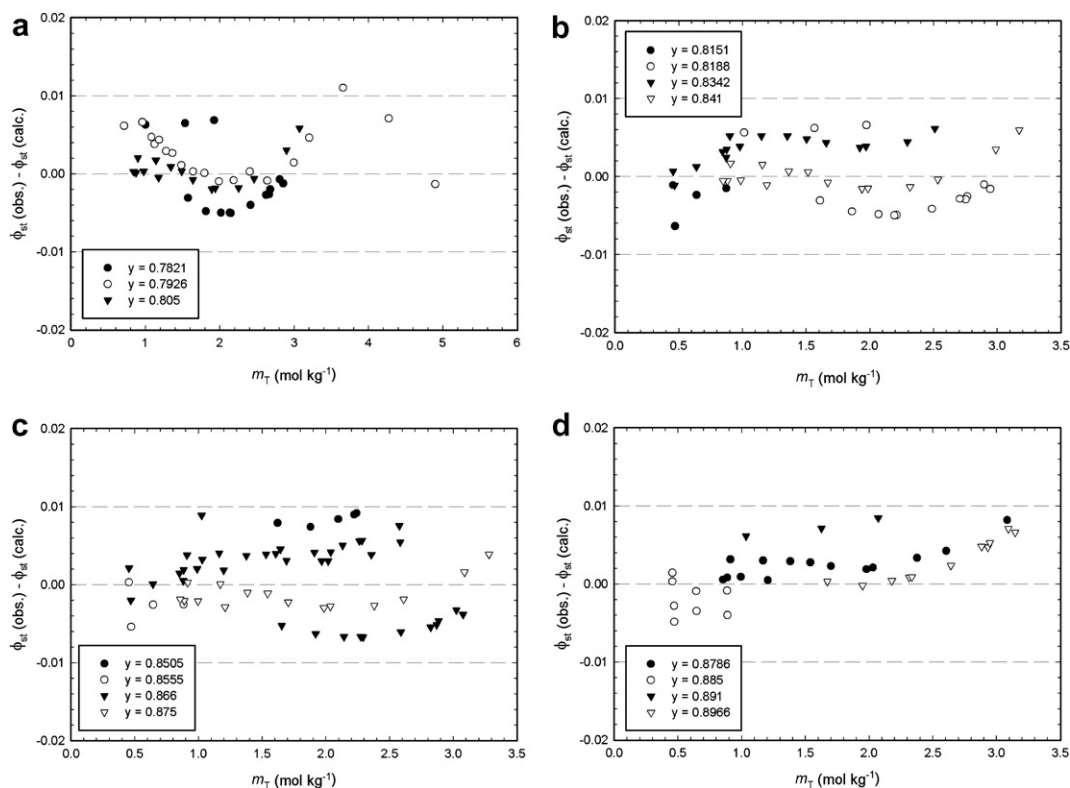 a
0.02
0.01
0.00
-0.01
-0.02
ϕst (obs.) - ϕst (calc.)
y = 0.7821
y = 0.7926
y = 0.805
0 1 2 3 4 5 6
mT (mol kg-1)
b
0.02
0.01
0.00
-0.01
-0.02
ϕst (obs.) - ϕst (calc.)
y = 0.8151
y = 0.8188
y = 0.8342
y = 0.841
0.0 0.5 1.0 1.5 2.0 2.5 3.0 3.5
mT (mol kg-1)
c
0.02
0.01
0.00
-0.01
-0.02
ϕst (obs.) - ϕst (calc.)
y = 0.8505
y = 0.8555
y = 0.866
y = 0.875
0.0 0.5 1.0 1.5 2.0 2.5 3.0 3.5
mT (mol kg-1)
d
0.02
0.01
0.00
-0.01
-0.02
ϕst (obs.) - ϕst (calc.)
y = 0.8786
y = 0.885
y = 0.891
y = 0.8966
0.0 0.5 1.0 1.5 2.0 2.5 3.0 3.5
mT (mol kg-1)